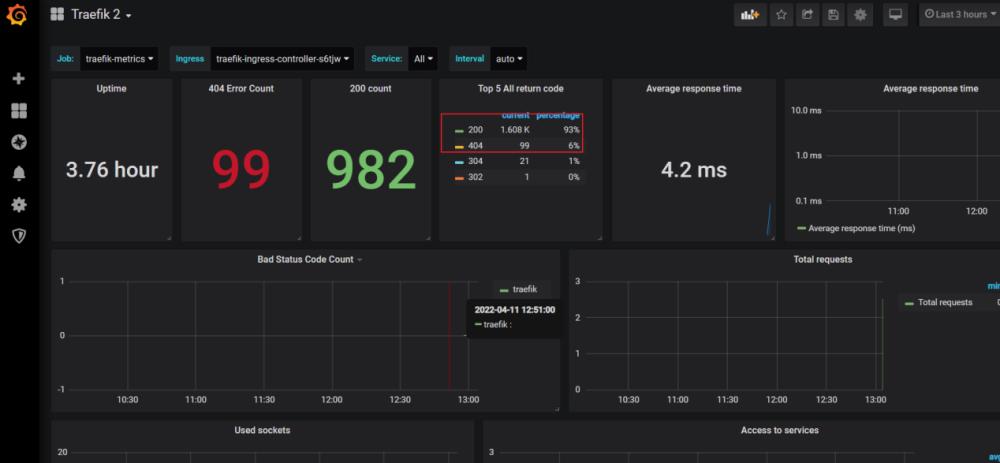 Traefik 2
Last 3 hours
Job: traefik-metrics Ingress traefik-ingress-controller-s6tjw Service: All Interval auto
Uptime
3.76 hour
404 Error Count
99
200 count
982
Top 5 All return code
current percentage
200 1.608 K 93%
404 99 6%
304 21 1%
302 1 0%
Average response time
4.2 ms
Average response time
10.0 ms
1.0 ms
0.1 ms
11:00 12:00
Average response time (ms)
Bad Status Code Count
1
0
-1
10:30 11:00 11:30 12:00 12:30 13:00
traefik
2022-04-11 12:51:00
traefik :
Total requests
3
2
1
0
10:30 11:00 11:30 12:00 12:30 13:00
Total requests
Used sockets
20
Access to services
3